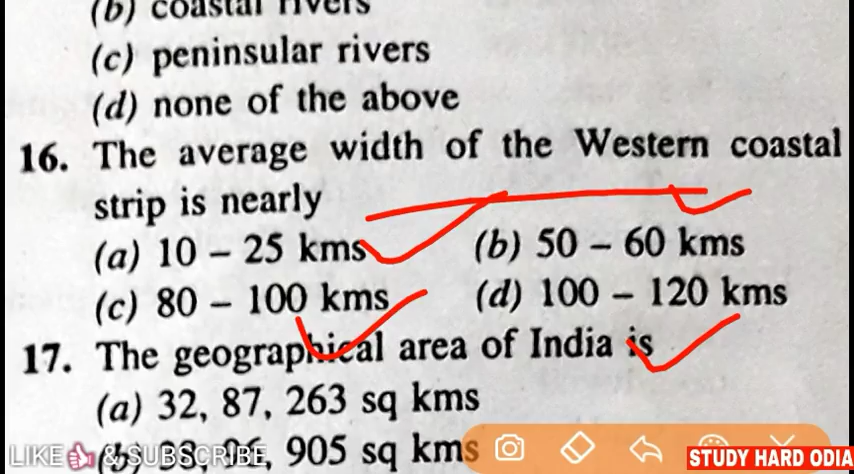 (b) coastal rivers
(c) peninsular rivers
(d) none of the above
16. The average width of the Western coastal
strip is nearly
(a) 10 – 25 kms (b) 50 – 60 kms
(c) 80 – 100 kms (d) 100 – 120 kms
17. The geographical area of India is
(a) 32, 87, 263 sq kms
(b) 905 sq kms
LIKE & SUBSCRIBE
STUDY HARD ODIA